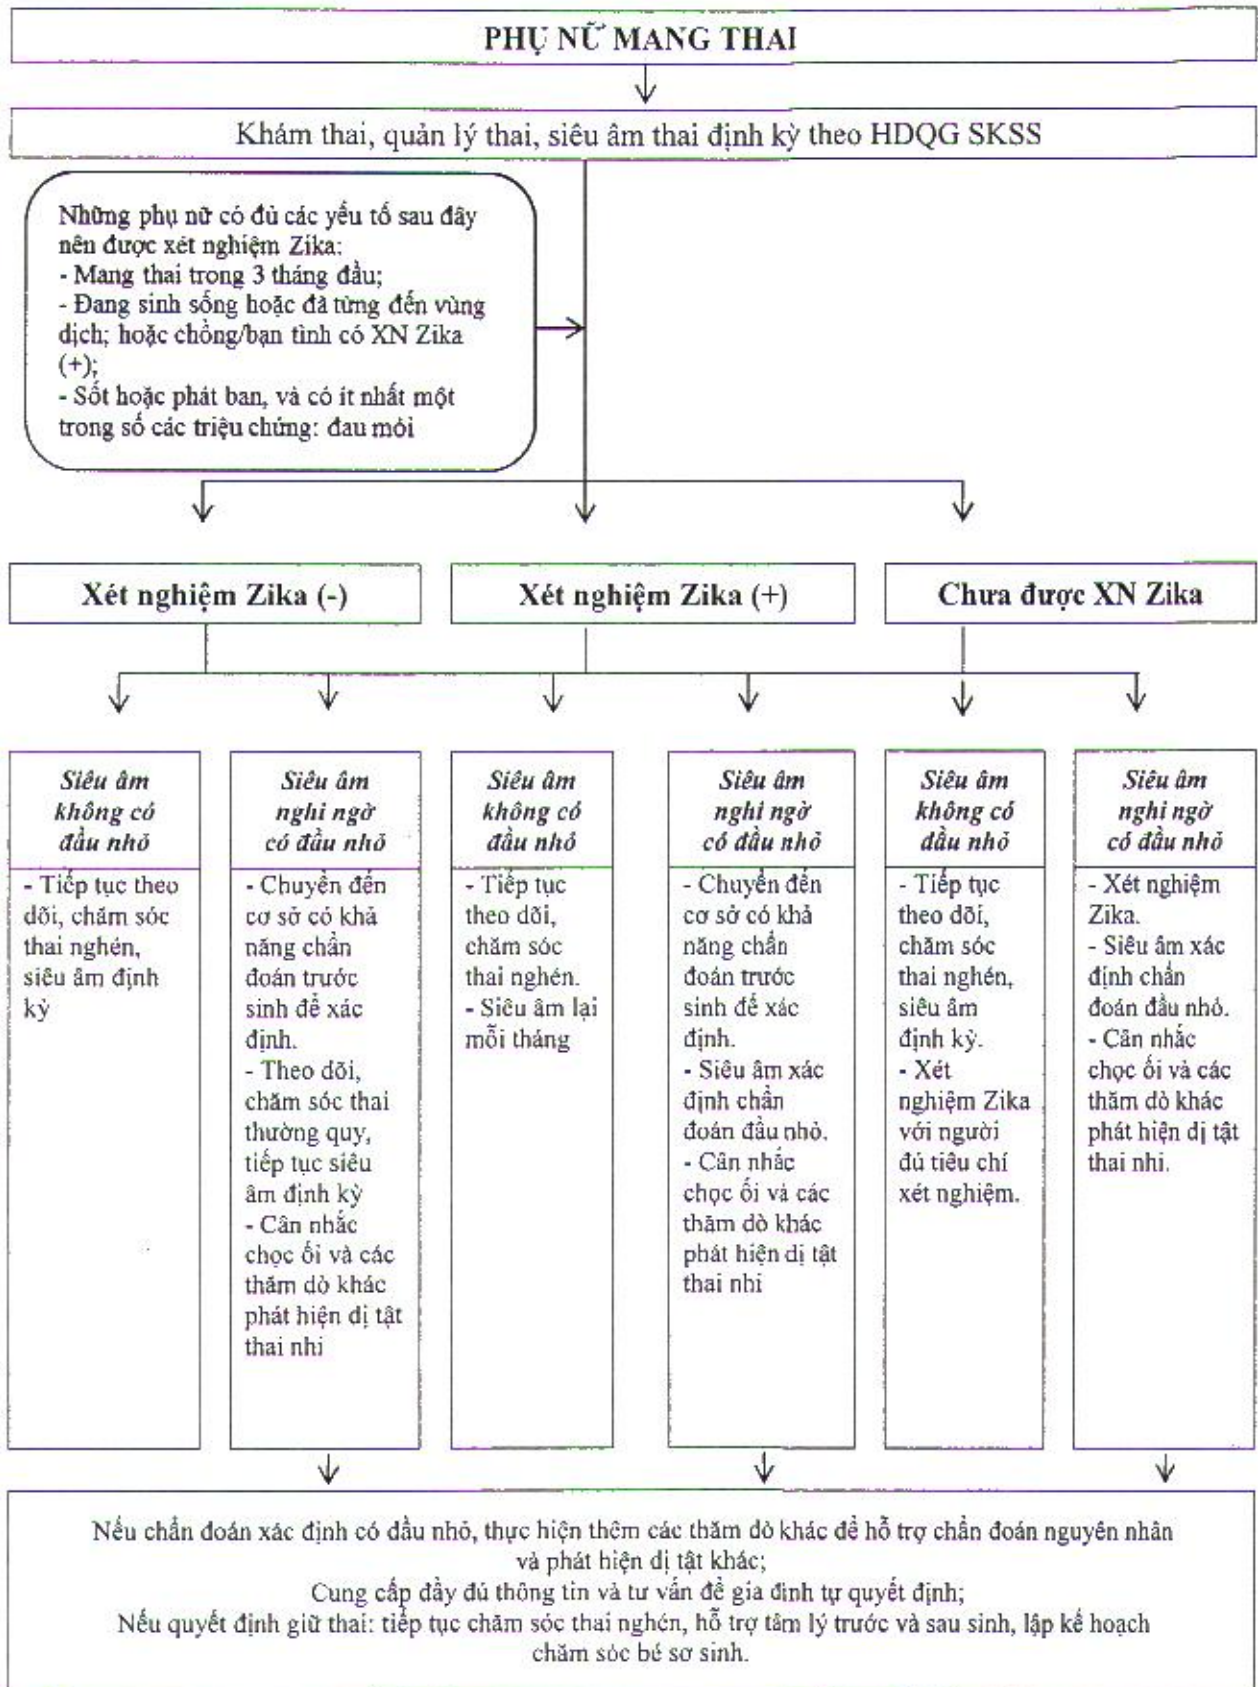 PHỤ NỮ MANG THAI
Khám thai, quản lý thai, siêu âm thai định kỳ theo HDQG SKSS
Những phụ nữ có đủ các yếu tố sau đây
nên được xét nghiệm Zika:
- Mang thai trong 3 tháng đầu;
- Đang sinh sống hoặc đã từng đến vùng
dịch; hoặc chồng/bạn tình có XN Zika
(+);
- Sốt hoặc phát ban, và có ít nhất một
trong số các triệu chứng: đau mỏi
Xét nghiệm Zika (-)
Xét nghiệm Zika (+)
Chưa được XN Zika
Siêu âm
không có
đầu nhỏ
- Tiếp tục theo
dõi, chăm sóc
thai nghén,
siêu âm định
kỳ
Siêu âm
nghi ngờ
có đầu nhỏ
- Chuyển đến
cơ sở có khả
năng chẩn
đoán trước
sinh để xác
định.
- Theo dõi,
chăm sóc thai
thường quy,
tiếp tục siêu
âm định kỳ
- Cân nhắc
chọc ối và các
thăm dò khác
phát hiện dị tật
thai nhi
Siêu âm
không có
đầu nhỏ
- Tiếp tục
theo dõi,
chăm sóc
thai nghén.
- Siêu âm lại
mỗi tháng
Siêu âm
nghi ngờ
có đầu nhỏ
- Chuyển đến
cơ sở có khả
năng chẩn
đoán trước
sinh để xác
định.
- Siêu âm xác
định chẩn
đoán đầu nhỏ.
- Cân nhắc
chọc ối và các
thăm dò khác
phát hiện dị tật
thai nhi
Siêu âm
không có
đầu nhỏ
- Tiếp tục
theo dõi,
chăm sóc
thai nghén,
siêu âm
định kỳ.
- Xét
nghiệm Zika
với người
đủ tiêu chí
xét nghiệm.
Siêu âm
nghi ngờ
có đầu nhỏ
- Xét nghiệm
Zika.
- Siêu âm xác
định chẩn
đoán đầu nhỏ.
- Cân nhắc
chọc ối và các
thăm dò khác
phát hiện dị tật
thai nhi.
Nếu chẩn đoán xác định có đầu nhỏ, thực hiện thêm các thăm dò khác để hỗ trợ chẩn đoán nguyên nhân
và phát hiện dị tật khác;
Cung cấp đầy đủ thông tin và tư vấn để gia đình tự quyết định;
Nếu quyết định giữ thai: tiếp tục chăm sóc thai nghén, hỗ trợ tâm lý trước và sau sinh, lập kế hoạch
chăm sóc bé sơ sinh.